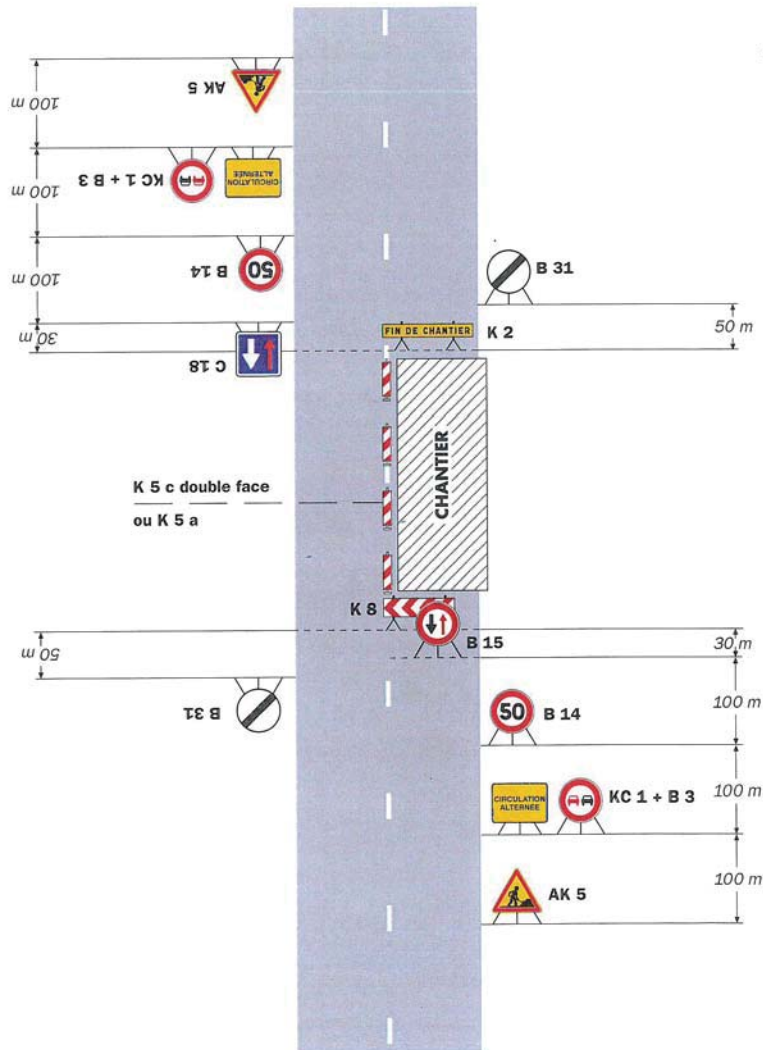 AK 5
100 m
KC 1 + B 3
CIRCULATION
ALTERNÉE
100 m
B 14
50
100 m
C 18
30 m
B 31
50 m
FIN DE CHANTIER
K 2
CHANTIER
K 5 c double face
ou K 5 a
K 8
B 15
30 m
50 m
B 31
50
B 14
100 m
CIRCULATION
ALTERNÉE
KC 1 + B 3
100 m
AK 5
100 m